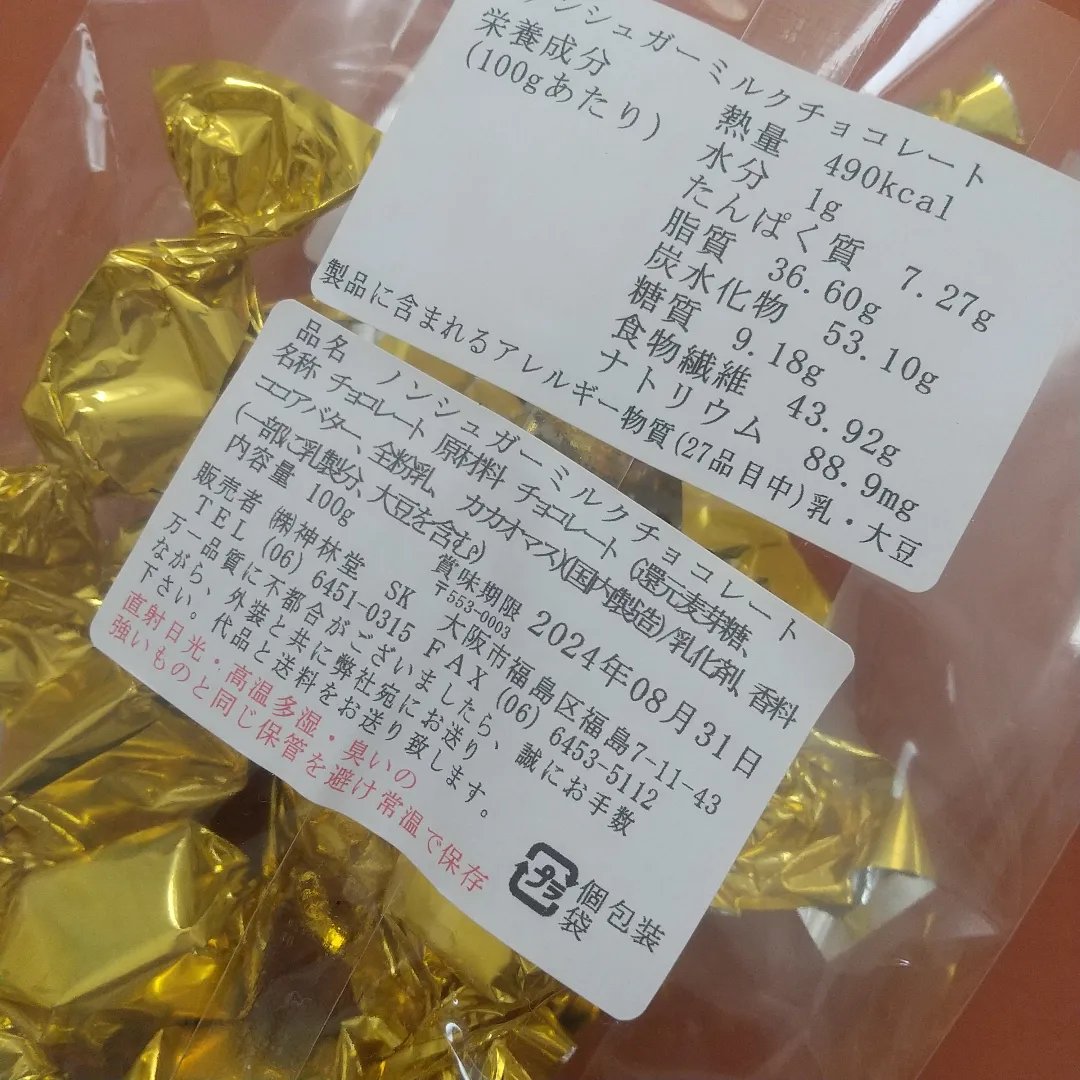 ノンシュガーミルクチョコレート
栄養成分
(100gあたり)
熱量 490kcal
水分 1g
たんぱく質 7.27g
脂質 36.60g
炭水化物 53.10g
糖質 9.18g
食物繊維 43.92g
ナトリウム 88.9mg
製品に含まれるアレルギー物質(27品目中)乳・大豆
品名 ノンシュガーミルクチョコレート
名称 チョコレート 原材料 チョコレート(還元麦芽糖、
ココアバター、全粉乳、カカオマス)(国内製造)/乳化剤、香料
(一部に乳製分、大豆を含む)
内容量 100g 賞味期限 2024年08月31日
販売者 ㈱神林堂 SK 〒553-0003 大阪市福島区福島7-11-43
TEL (06)6451-0315 FAX (06)6453-5112
万一品質に不都合がございましたら、誠にお手数
ながら、外装と共に弊社宛にお送り
下さい。代品と送料をお送り致します。
直射日光・高温多湿・臭いの
強いものと同じ保管を避け常温で保存
プラ
個包装
袋